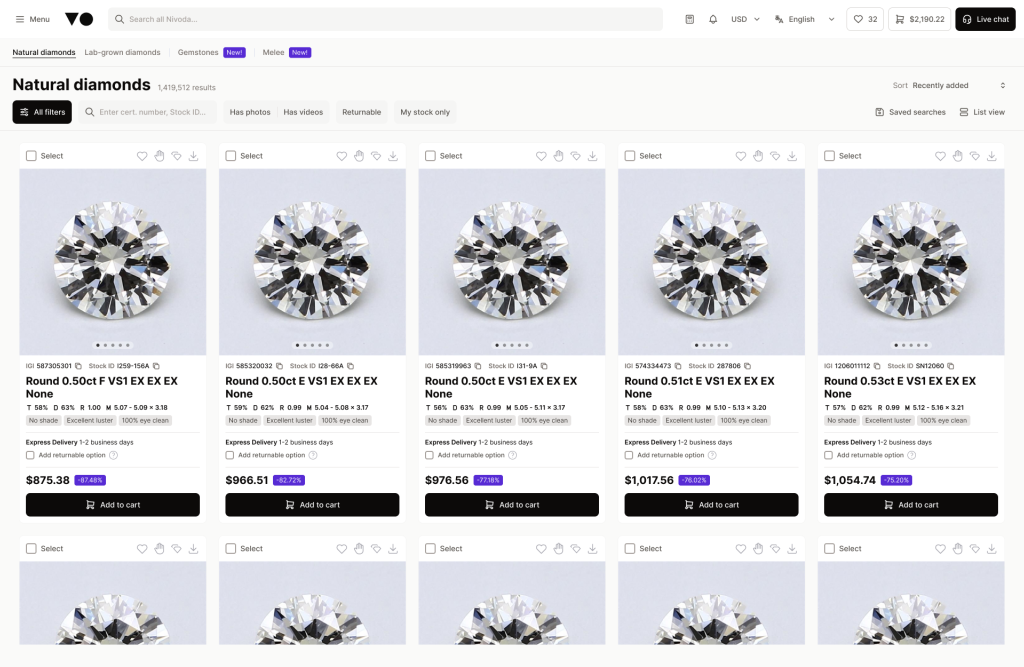 Menu
Search all Nivoda...
USD
English
32
$2,190.22
Live chat
Natural diamonds
Lab-grown diamonds
Gemstones New!
Melee New!
Natural diamonds
1,419,512 results
Sort Recently added
All filters
Enter cert. number, Stock ID...
Has photos
Has videos
Returnable
My stock only
Saved searches
List view
Select
IGI 587305301 Stock ID I259-156A
Round 0.50ct F VS1 EX EX EX
None
T 58% D 63% R 1.00 M 5.07 - 5.09 × 3.18
No shade Excellent luster 100% eye clean
Express Delivery 1-2 business days
Add returnable option ?
$875.38 -87.48%
Add to cart
Select
IGI 585320032 Stock ID I28-66A
Round 0.50ct E VS1 EX EX EX
None
T 59% D 62% R 0.99 M 5.04 - 5.08 × 3.17
No shade Excellent luster 100% eye clean
Express Delivery 1-2 business days
Add returnable option ?
$966.51 -82.72%
Add to cart
Select
IGI 585319963 Stock ID I31-9A
Round 0.50ct E VS1 EX EX EX
None
T 56% D 63% R 0.99 M 5.05 - 5.11 × 3.17
No shade Excellent luster 100% eye clean
Express Delivery 1-2 business days
Add returnable option ?
$976.56 -77.18%
Add to cart
Select
IGI 574334473 Stock ID 287806
Round 0.51ct E VS1 EX EX EX
None
T 58% D 63% R 0.99 M 5.10 - 5.13 × 3.20
No shade Excellent luster 100% eye clean
Express Delivery 1-2 business days
Add returnable option ?
$1,017.56 -76.02%
Add to cart
Select
IGI 1206011112 Stock ID SN12060
Round 0.53ct E VS1 EX EX EX
None
T 57% D 62% R 0.99 M 5.12 - 5.16 × 3.21
No shade Excellent luster 100% eye clean
Express Delivery 1-2 business days
Add returnable option ?
$1,054.74 -75.20%
Add to cart
Select
Select
Select
Select
Select